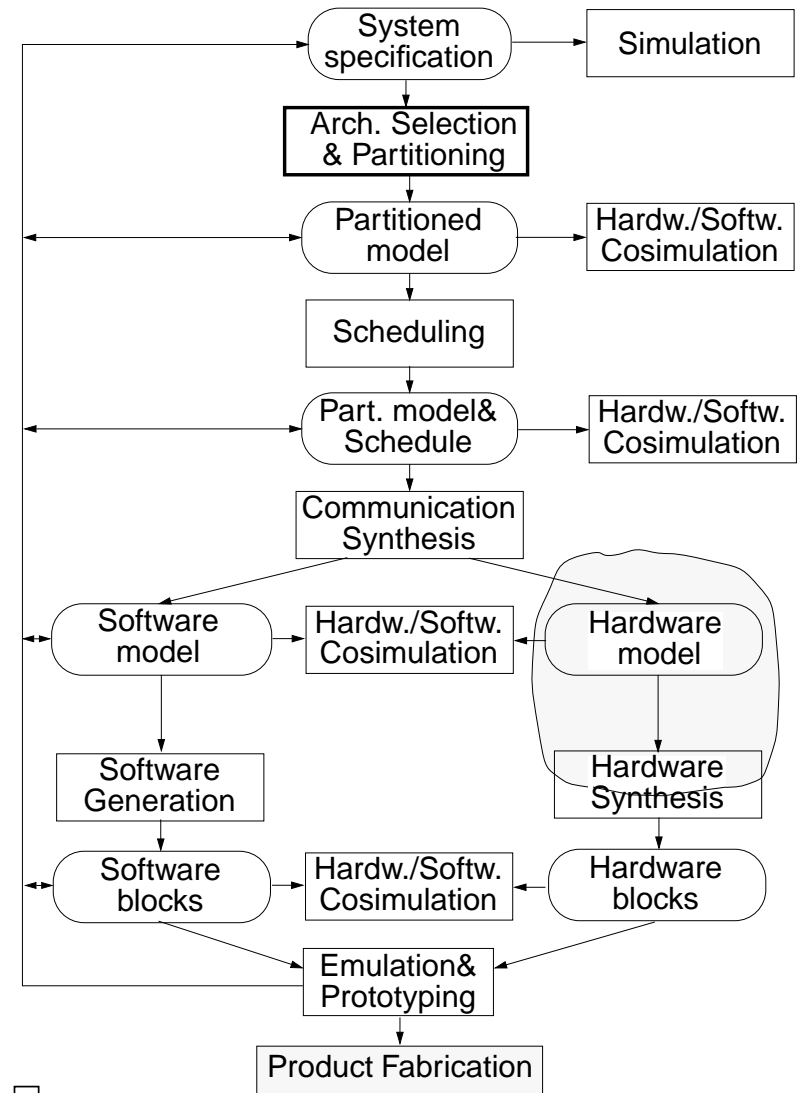 System
specification
Simulation
Arch. Selection
& Partitioning
Partitioned
model
Hardw./Softw.
Cosimulation
Scheduling
Part. model&
Schedule
Hardw./Softw.
Cosimulation
Communication
Synthesis
Software
model
Hardw./Softw.
Cosimulation
Hardware
model
Software
Generation
Hardware
Synthesis
Software
blocks
Hardw./Softw.
Cosimulation
Hardware
blocks
Emulation&
Prototyping
Product Fabrication